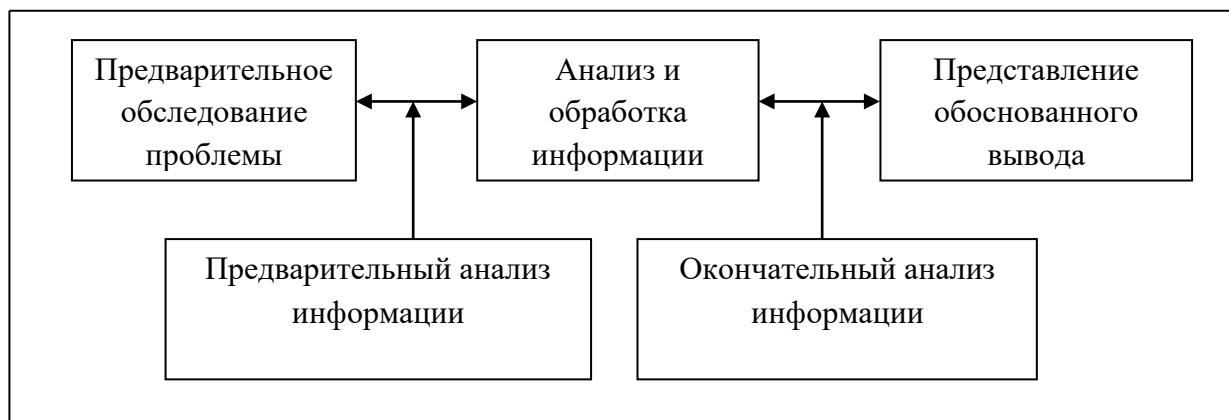 Предварительное
обследование
проблемы
Анализ и
обработка
информации
Представление
обоснованного
вывода
Предварительный анализ
информации
Окончательный анализ
информации